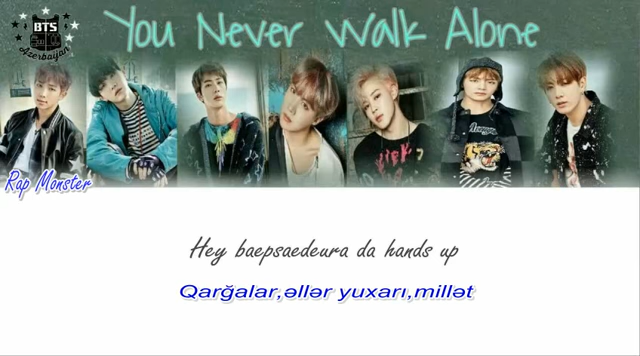 You Never Walk Alone
BTS
Azerbaijan
Rap Monster
Hey baepsaedeura da hands up
Qarğalar,əllər yuxarı,millət